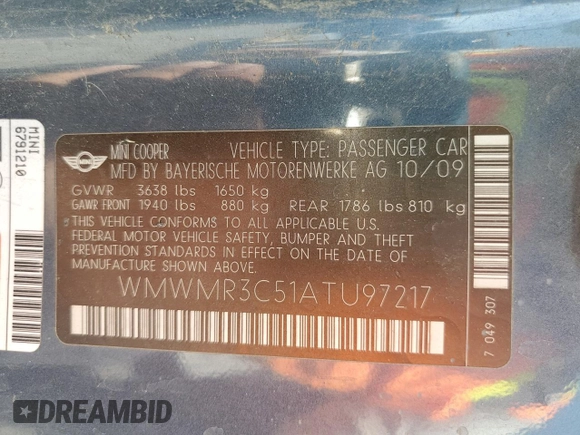 MINI COOPER VEHICLE TYPE: PASSENGER CAR
MFD BY BAYERISCHE MOTORENWERKE AG 10/09
GVWR 3638 lbs 1650 kg
GAWR FRONT 1940 lbs 880 kg REAR 1786 lbs 810 kg
THIS VEHICLE CONFORMS TO ALL APPLICABLE U.S.
FEDERAL MOTOR VEHICLE SAFETY, BUMPER AND THEFT
PREVENTION STANDARDS IN EFFECT ON THE
DATE OF MANUFACTURE SHOWN ABOVE.
WMWMR3C51ATU97217
7 049 307
MINI
6791210
DREAMBID
dreambid.com